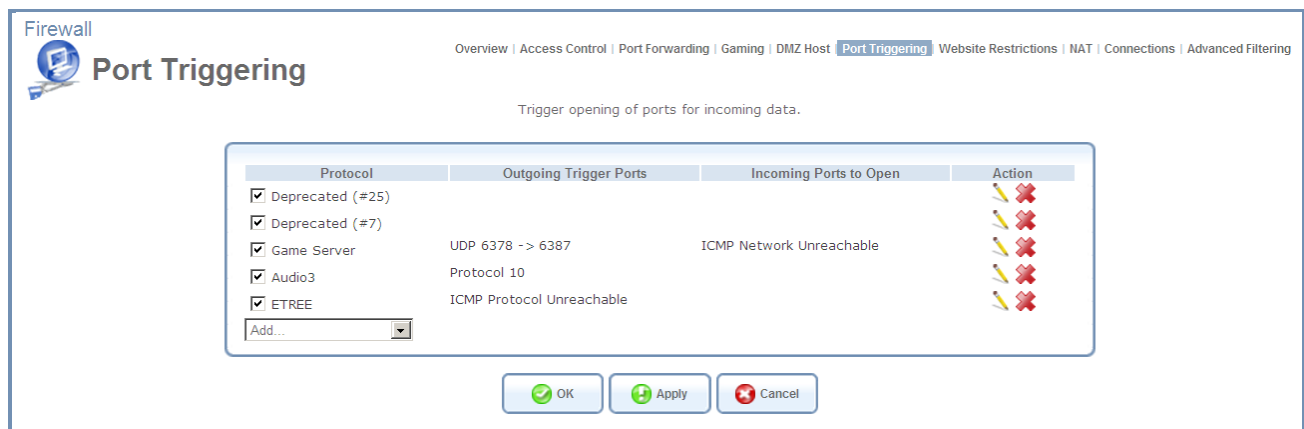 Firewall
Port Triggering
Overview | Access Control | Port Forwarding | Gaming | DMZ Host | Port Triggering | Website Restrictions | NAT | Connections | Advanced Filtering
Trigger opening of ports for incoming data.
Protocol Outgoing Trigger Ports Incoming Ports to Open Action
Deprecated (#25)
Deprecated (#7)
Game Server UDP 6378 -> 6387 ICMP Network Unreachable
Audio3 Protocol 10
ETREE ICMP Protocol Unreachable
Add...
OK Apply Cancel